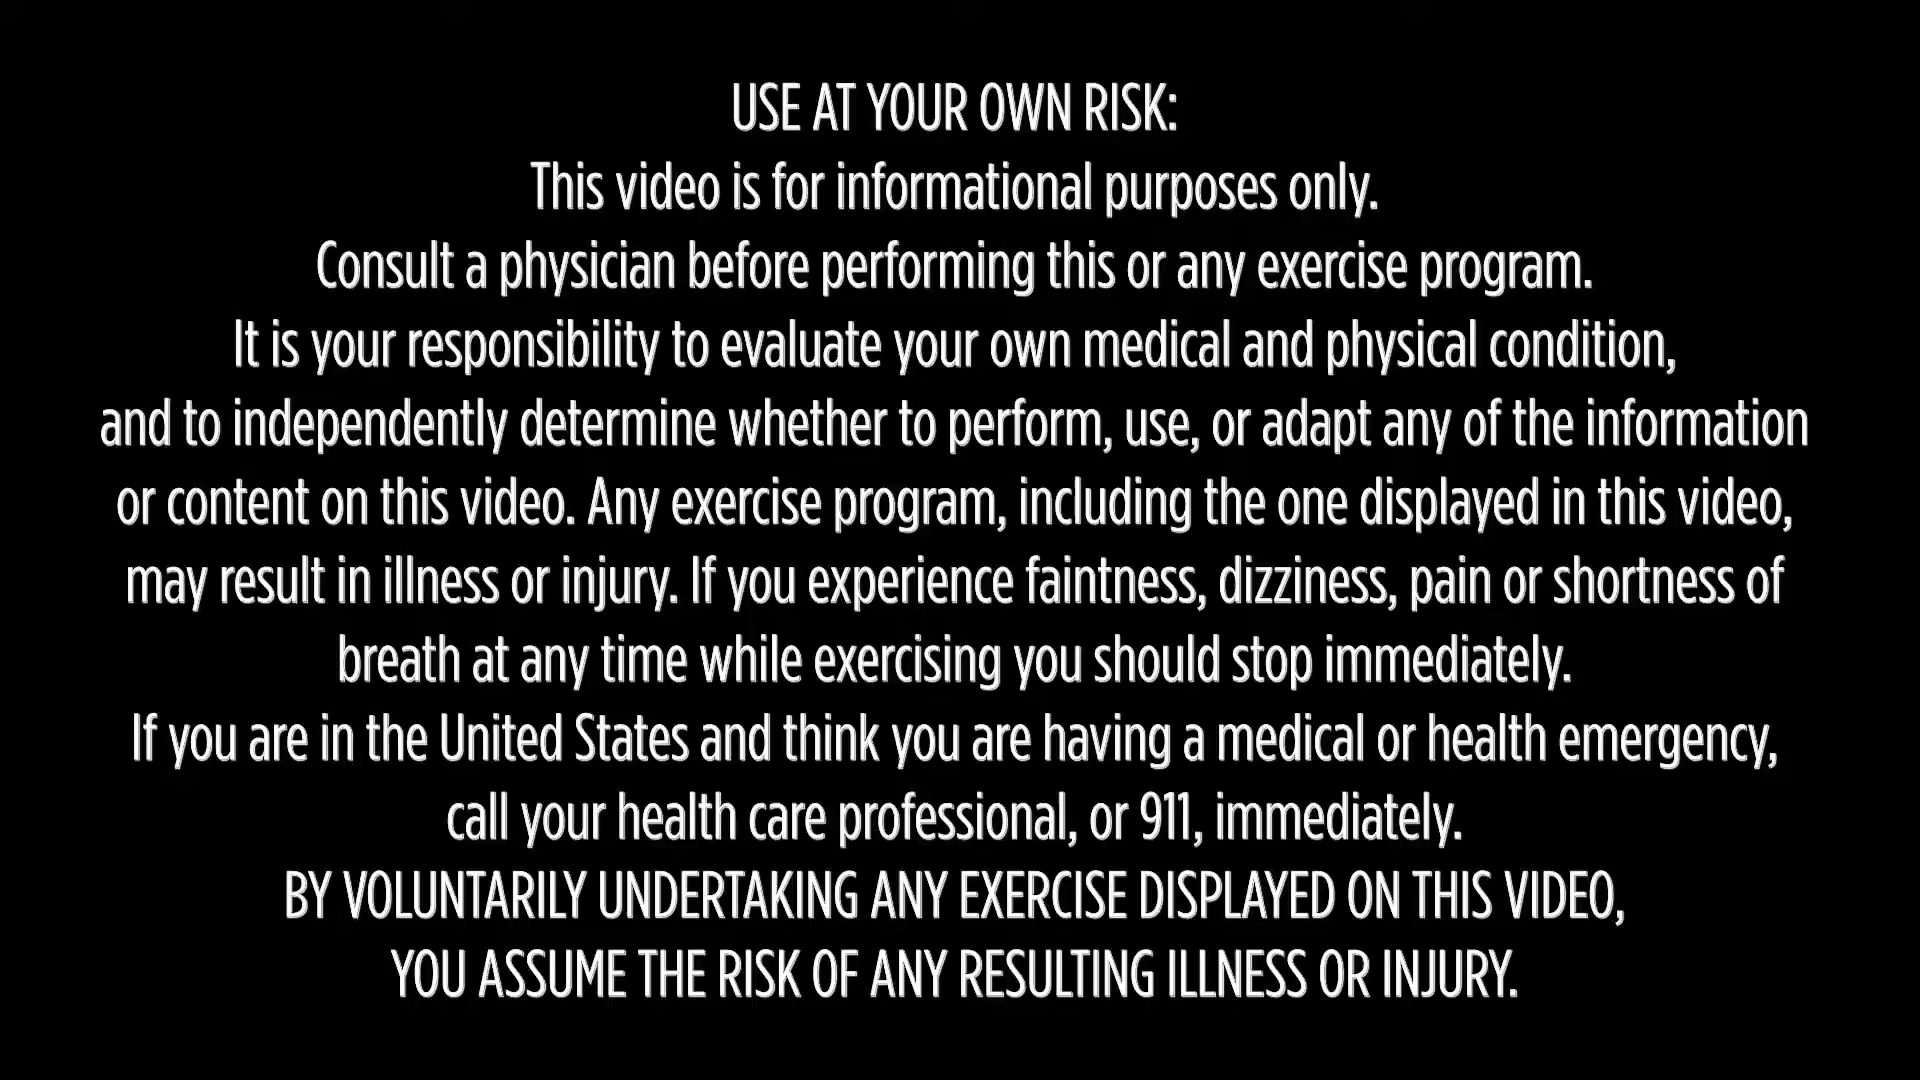 USE AT YOUR OWN RISK:
This video is for informational purposes only.
Consult a physician before performing this or any exercise program.
It is your responsibility to evaluate your own medical and physical condition,
and to independently determine whether to perform, use, or adapt any of the information
or content on this video. Any exercise program, including the one displayed in this video,
may result in illness or injury. If you experience faintness, dizziness, pain or shortness of
breath at any time while exercising you should stop immediately.
If you are in the United States and think you are having a medical or health emergency,
call your health care professional, or 911, immediately.
BY VOLUNTARILY UNDERTAKING ANY EXERCISE DISPLAYED ON THIS VIDEO,
YOU ASSUME THE RISK OF ANY RESULTING ILLNESS OR INJURY.